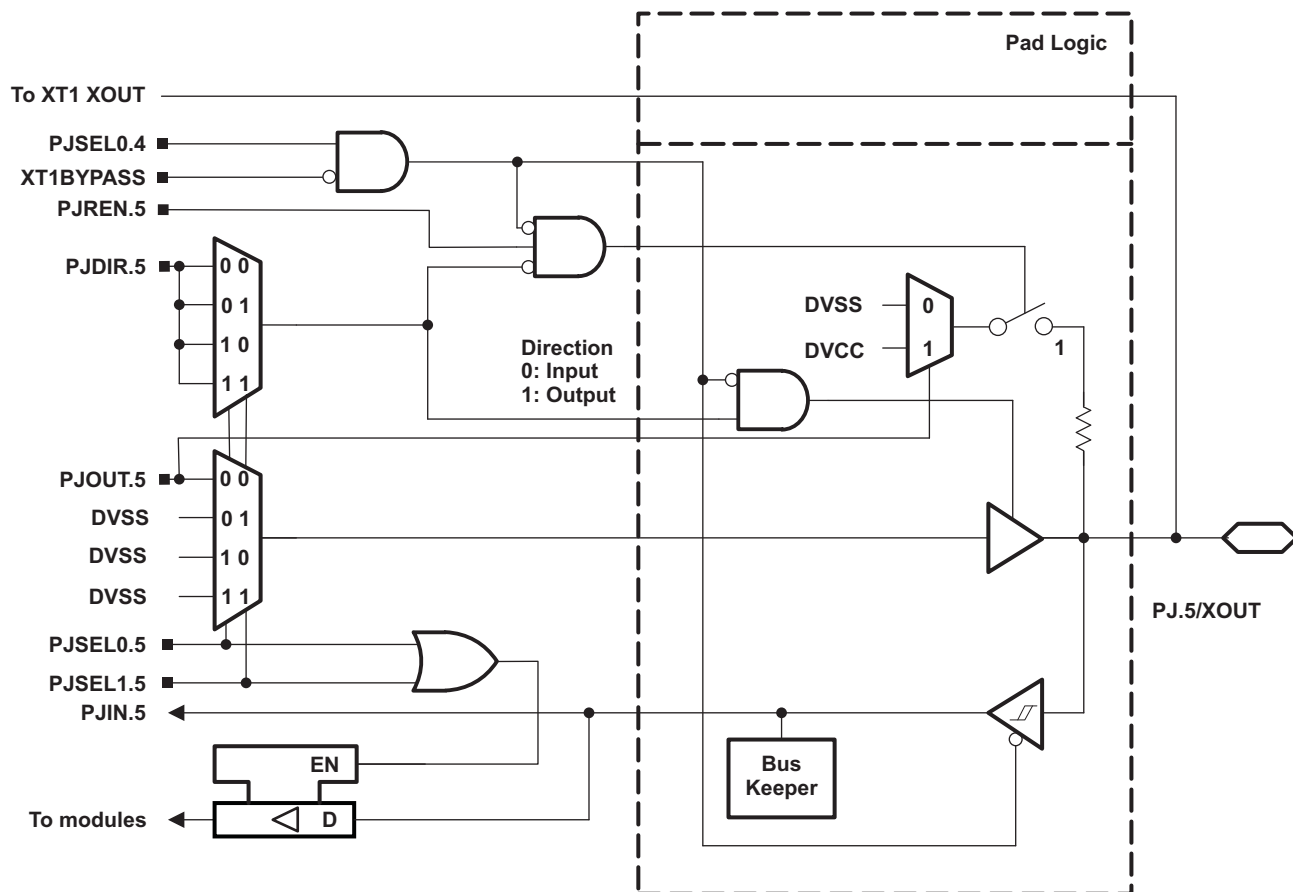 Pad Logic
To XT1 XOUT
PJSEL0.4
XT1BYPASS
PJREN.5
PJDIR.5
0 0
0 1
1 0
1 1
Direction
0: Input
1: Output
DVSS
0
DVCC
1
1
PJOUT.5
0 0
DVSS
0 1
DVSS
1 0
DVSS
1 1
PJ.5/XOUT
PJSEL0.5
PJSEL1.5
PJIN.5
EN
Bus
Keeper
To modules
D